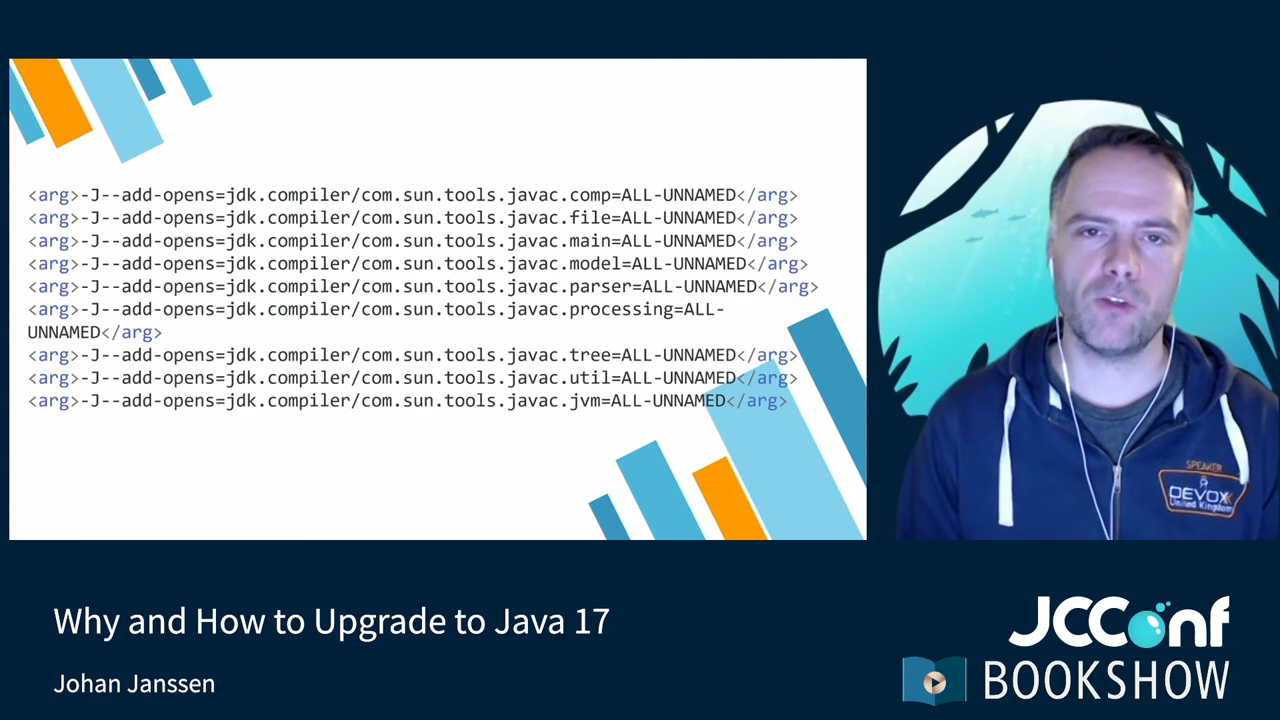 <arg>-J--add-opens=jdk.compiler/com.sun.tools.javac.comp=ALL-UNNAMED</arg>
<arg>-J--add-opens=jdk.compiler/com.sun.tools.javac.file=ALL-UNNAMED</arg>
<arg>-J--add-opens=jdk.compiler/com.sun.tools.javac.main=ALL-UNNAMED</arg>
<arg>-J--add-opens=jdk.compiler/com.sun.tools.javac.model=ALL-UNNAMED</arg>
<arg>-J--add-opens=jdk.compiler/com.sun.tools.javac.parser=ALL-UNNAMED</arg>
<arg>-J--add-opens=jdk.compiler/com.sun.tools.javac.processing=ALL-
UNNAMED</arg>
<arg>-J--add-opens=jdk.compiler/com.sun.tools.javac.tree=ALL-UNNAMED</arg>
<arg>-J--add-opens=jdk.compiler/com.sun.tools.javac.util=ALL-UNNAMED</arg>
<arg>-J--add-opens=jdk.compiler/com.sun.tools.javac.jvm=ALL-UNNAMED</arg>
SPEAKER
DEVOXX
United Kingdom
Why and How to Upgrade to Java 17
Johan Janssen
JCConf
BOOKSHOW